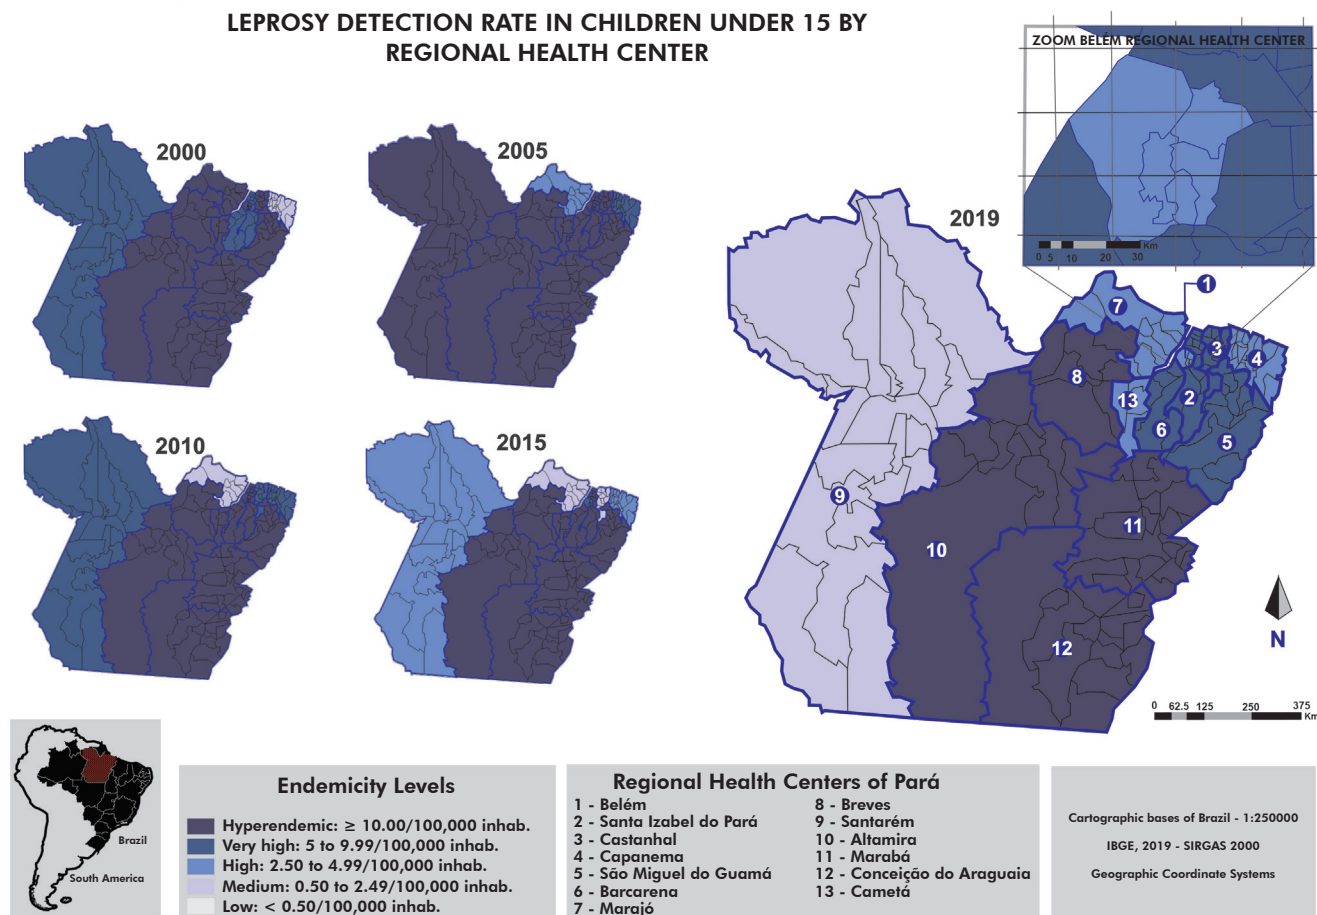 LEPROSY DETECTION RATE IN CHILDREN UNDER 15 BY
REGIONAL HEALTH CENTER
ZOOM BELÉM REGIONAL HEALTH CENTER
0 5 10 20 30 Km
2000
2005
2010
2015
2019
1
7
3
4
8
13
2
6
5
9
10
11
12
N
0 62.5 125 250 375
Km
Brazil
South America
Endemicity Levels
Hyperendemic: ≥ 10.00/100,000 inhab.
Very high: 5 to 9.99/100,000 inhab.
High: 2.50 to 4.99/100,000 inhab.
Medium: 0.50 to 2.49/100,000 inhab.
Low: < 0.50/100,000 inhab.
Regional Health Centers of Pará
1 - Belém
2 - Santa Izabel do Pará
3 - Castanhal
4 - Capanema
5 - São Miguel do Guamá
6 - Barcarena
7 - Marajó
8 - Breves
9 - Santarém
10 - Altamira
11 - Marabá
12 - Conceição do Araguaia
13 - Cametá
Cartographic bases of Brazil - 1:250000
IBGE, 2019 - SIRGAS 2000
Geographic Coordinate Systems